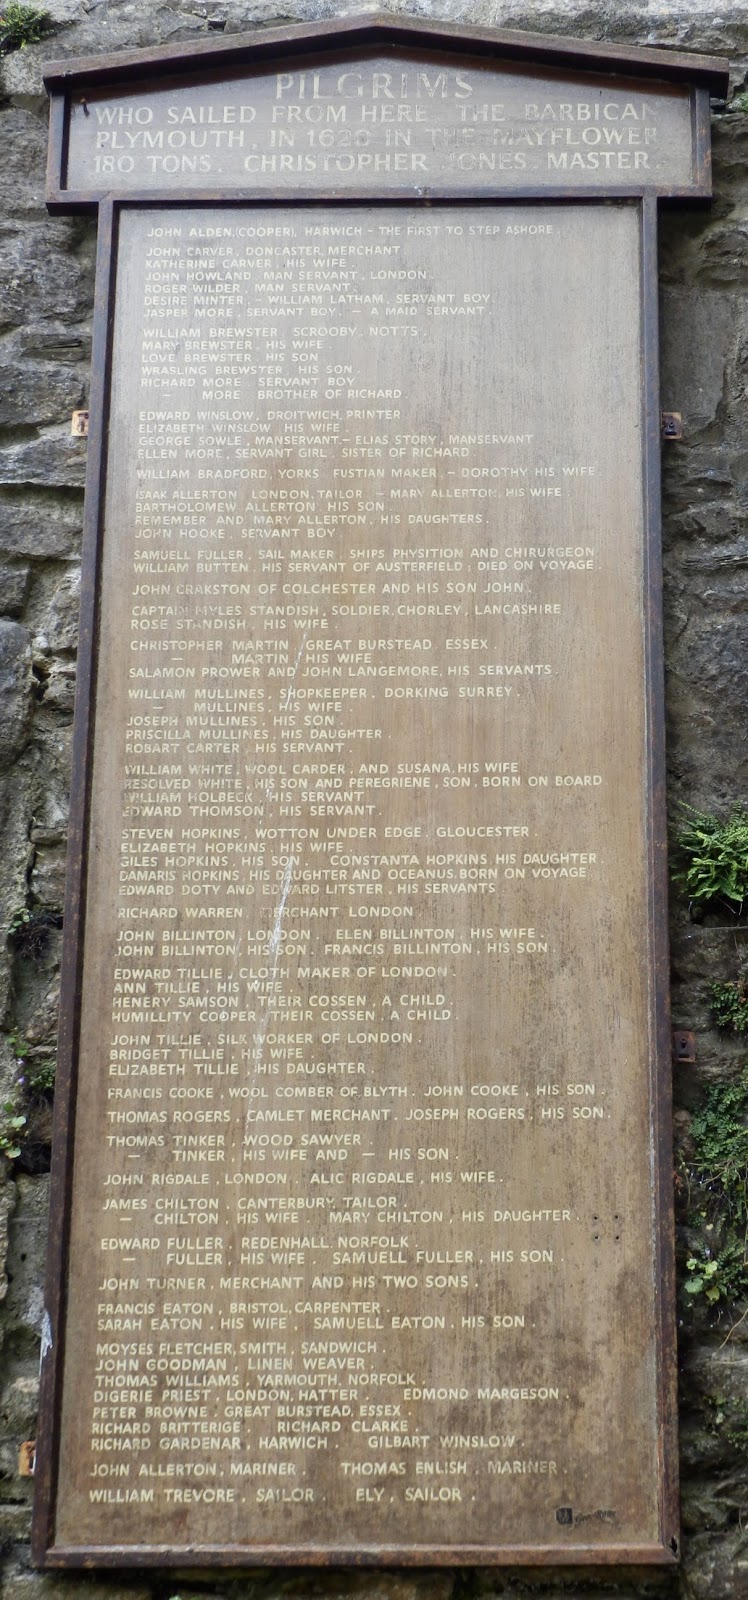 PILGRIMS
WHO SAILED FROM HERE, THE BARBICAN
PLYMOUTH, IN 1620 IN THE MAYFLOWER
180 TONS. CHRISTOPHER JONES. MASTER.
JOHN ALDEN,(COOPER), HARWICH - THE FIRST TO STEP ASHORE.
JOHN CARVER, DONCASTER, MERCHANT
KATHERINE CARVER, HIS WIFE.
JOHN HOWLAND, MAN SERVANT, LONDON.
ROGER WILDER, MAN SERVANT.
DESIRE MINTER, - WILLIAM LATHAM, SERVANT BOY.
JASPER MORE, SERVANT BOY. - A MAID SERVANT.
WILLIAM BREWSTER, SCROOBY, NOTTS.
MARY BREWSTER, HIS WIFE.
LOVE BREWSTER, HIS SON
WRASLING BREWSTER, HIS SON.
RICHARD MORE, SERVANT BOY
- MORE, BROTHER OF RICHARD.
EDWARD WINSLOW, DROITWICH, PRINTER
ELIZABETH WINSLOW, HIS WIFE.
GEORGE SOWLE, MANSERVANT. - ELIAS STORY, MANSERVANT
ELLEN MORE, SERVANT GIRL, SISTER OF RICHARD.
WILLIAM BRADFORD, YORKS, FUSTIAN MAKER. - DOROTHY HIS WIFE.
ISAAK ALLERTON, LONDON, TAILOR - MARY ALLERTON, HIS WIFE.
BARTHOLOMEW ALLERTON, HIS SON.
REMEMBER AND MARY ALLERTON, HIS DAUGHTERS.
JOHN HOOKE, SERVANT BOY.
SAMUELL FULLER, SAIL MAKER, SHIPS PHYSITION AND CHIRURGEON
WILLIAM BUTTEN, HIS SERVANT OF AUSTERFIELD; DIED ON VOYAGE.
JOHN CRAKSTON OF COLCHESTER AND HIS SON JOHN.
CAPTAIN MYLES STANDISH, SOLDIER, CHORLEY, LANCASHIRE
ROSE STANDISH, HIS WIFE.
CHRISTOPHER MARTIN, GREAT BURSTEAD, ESSEX.
- MARTIN, HIS WIFE
SALAMON PROWER AND JOHN LANGEMORE, HIS SERVANTS.
WILLIAM MULLINES, SHOPKEEPER, DORKING SURREY.
- MULLINES, HIS WIFE.
JOSEPH MULLINES, HIS SON.
PRISCILLA MULLINES, HIS DAUGHTER.
ROBART CARTER, HIS SERVANT.
WILLIAM WHITE, WOOL CARDER, AND SUSANA, HIS WIFE
RESOLVED WHITE, HIS SON AND PEREGRIENE, SON, BORN ON BOARD
WILLIAM HOLBECK, HIS SERVANT
EDWARD THOMSON, HIS SERVANT.
STEVEN HOPKINS, WOTTON UNDER EDGE, GLOUCESTER.
ELIZABETH HOPKINS, HIS WIFE.
GILES HOPKINS, HIS SON. CONSTANTA HOPKINS, HIS DAUGHTER.
DAMARIS HOPKINS, HIS DAUGHTER AND OCEANUS, BORN ON VOYAGE
EDWARD DOTY AND EDWARD LITSTER, HIS SERVANTS
RICHARD WARREN, MERCHANT LONDON
JOHN BILLINTON, LONDON. ELEN BILLINTON, HIS WIFE.
JOHN BILLINTON, HIS SON. FRANCIS BILLINTON, HIS SON.
EDWARD TILLIE, CLOTH MAKER OF LONDON.
ANN TILLIE, HIS WIFE.
HENERY SAMSON, THEIR COSSEN, A CHILD.
HUMILLITY COOPER, THEIR COSSEN, A CHILD.
JOHN TILLIE, SILK WORKER OF LONDON.
BRIDGET TILLIE, HIS WIFE.
ELIZABETH TILLIE, HIS DAUGHTER.
FRANCIS COOKE, WOOL COMBER OF BLYTH. JOHN COOKE, HIS SON.
THOMAS ROGERS, CAMLET MERCHANT. JOSEPH ROGERS, HIS SON.
THOMAS TINKER, WOOD SAWYER.
- TINKER, HIS WIFE AND - HIS SON.
JOHN RIGDALE, LONDON. ALIC RIGDALE, HIS WIFE.
JAMES CHILTON, CANTERBURY, TAILOR.
- CHILTON, HIS WIFE. MARY CHILTON, HIS DAUGHTER.
EDWARD FULLER, REDENHALL, NORFOLK.
- FULLER, HIS WIFE. SAMUELL FULLER, HIS SON.
JOHN TURNER, MERCHANT AND HIS TWO SONS.
FRANCIS EATON, BRISTOL, CARPENTER.
SARAH EATON, HIS WIFE, SAMUELL EATON, HIS SON.
MOYSES FLETCHER, SMITH, SANDWICH.
JOHN GOODMAN, LINEN WEAVER.
THOMAS WILLIAMS, YARMOUTH, NORFOLK.
DIGERIE PRIEST, LONDON, HATTER. EDMOND MARGESON.
PETER BROWNE, GREAT BURSTEAD, ESSEX.
RICHARD BRITTERIGE. RICHARD CLARKE.
RICHARD GARDENAR, HARWICH. GILBART WINSLOW.
JOHN ALLERTON, MARINER. THOMAS ENLISH, MARINER.
WILLIAM TREVORE, SAILOR. ELY, SAILOR.